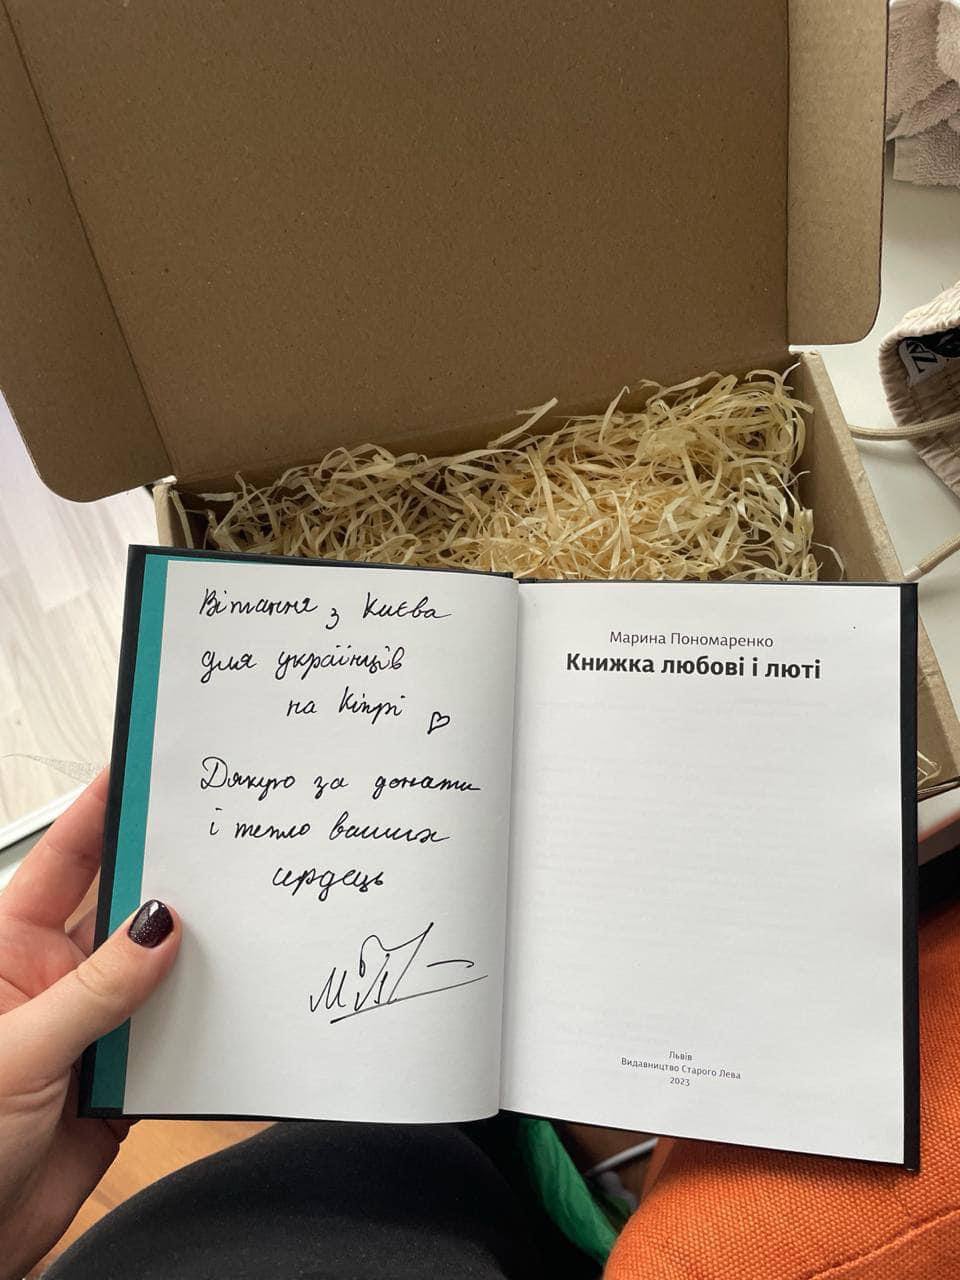 Вітання з Києва
для українців
на Кіпрі
Дякую за донати
і тепло ваших
сердець
Марина Пономаренко
Книжка любові і люті
Львів
Видавництво Старого Лева
2023